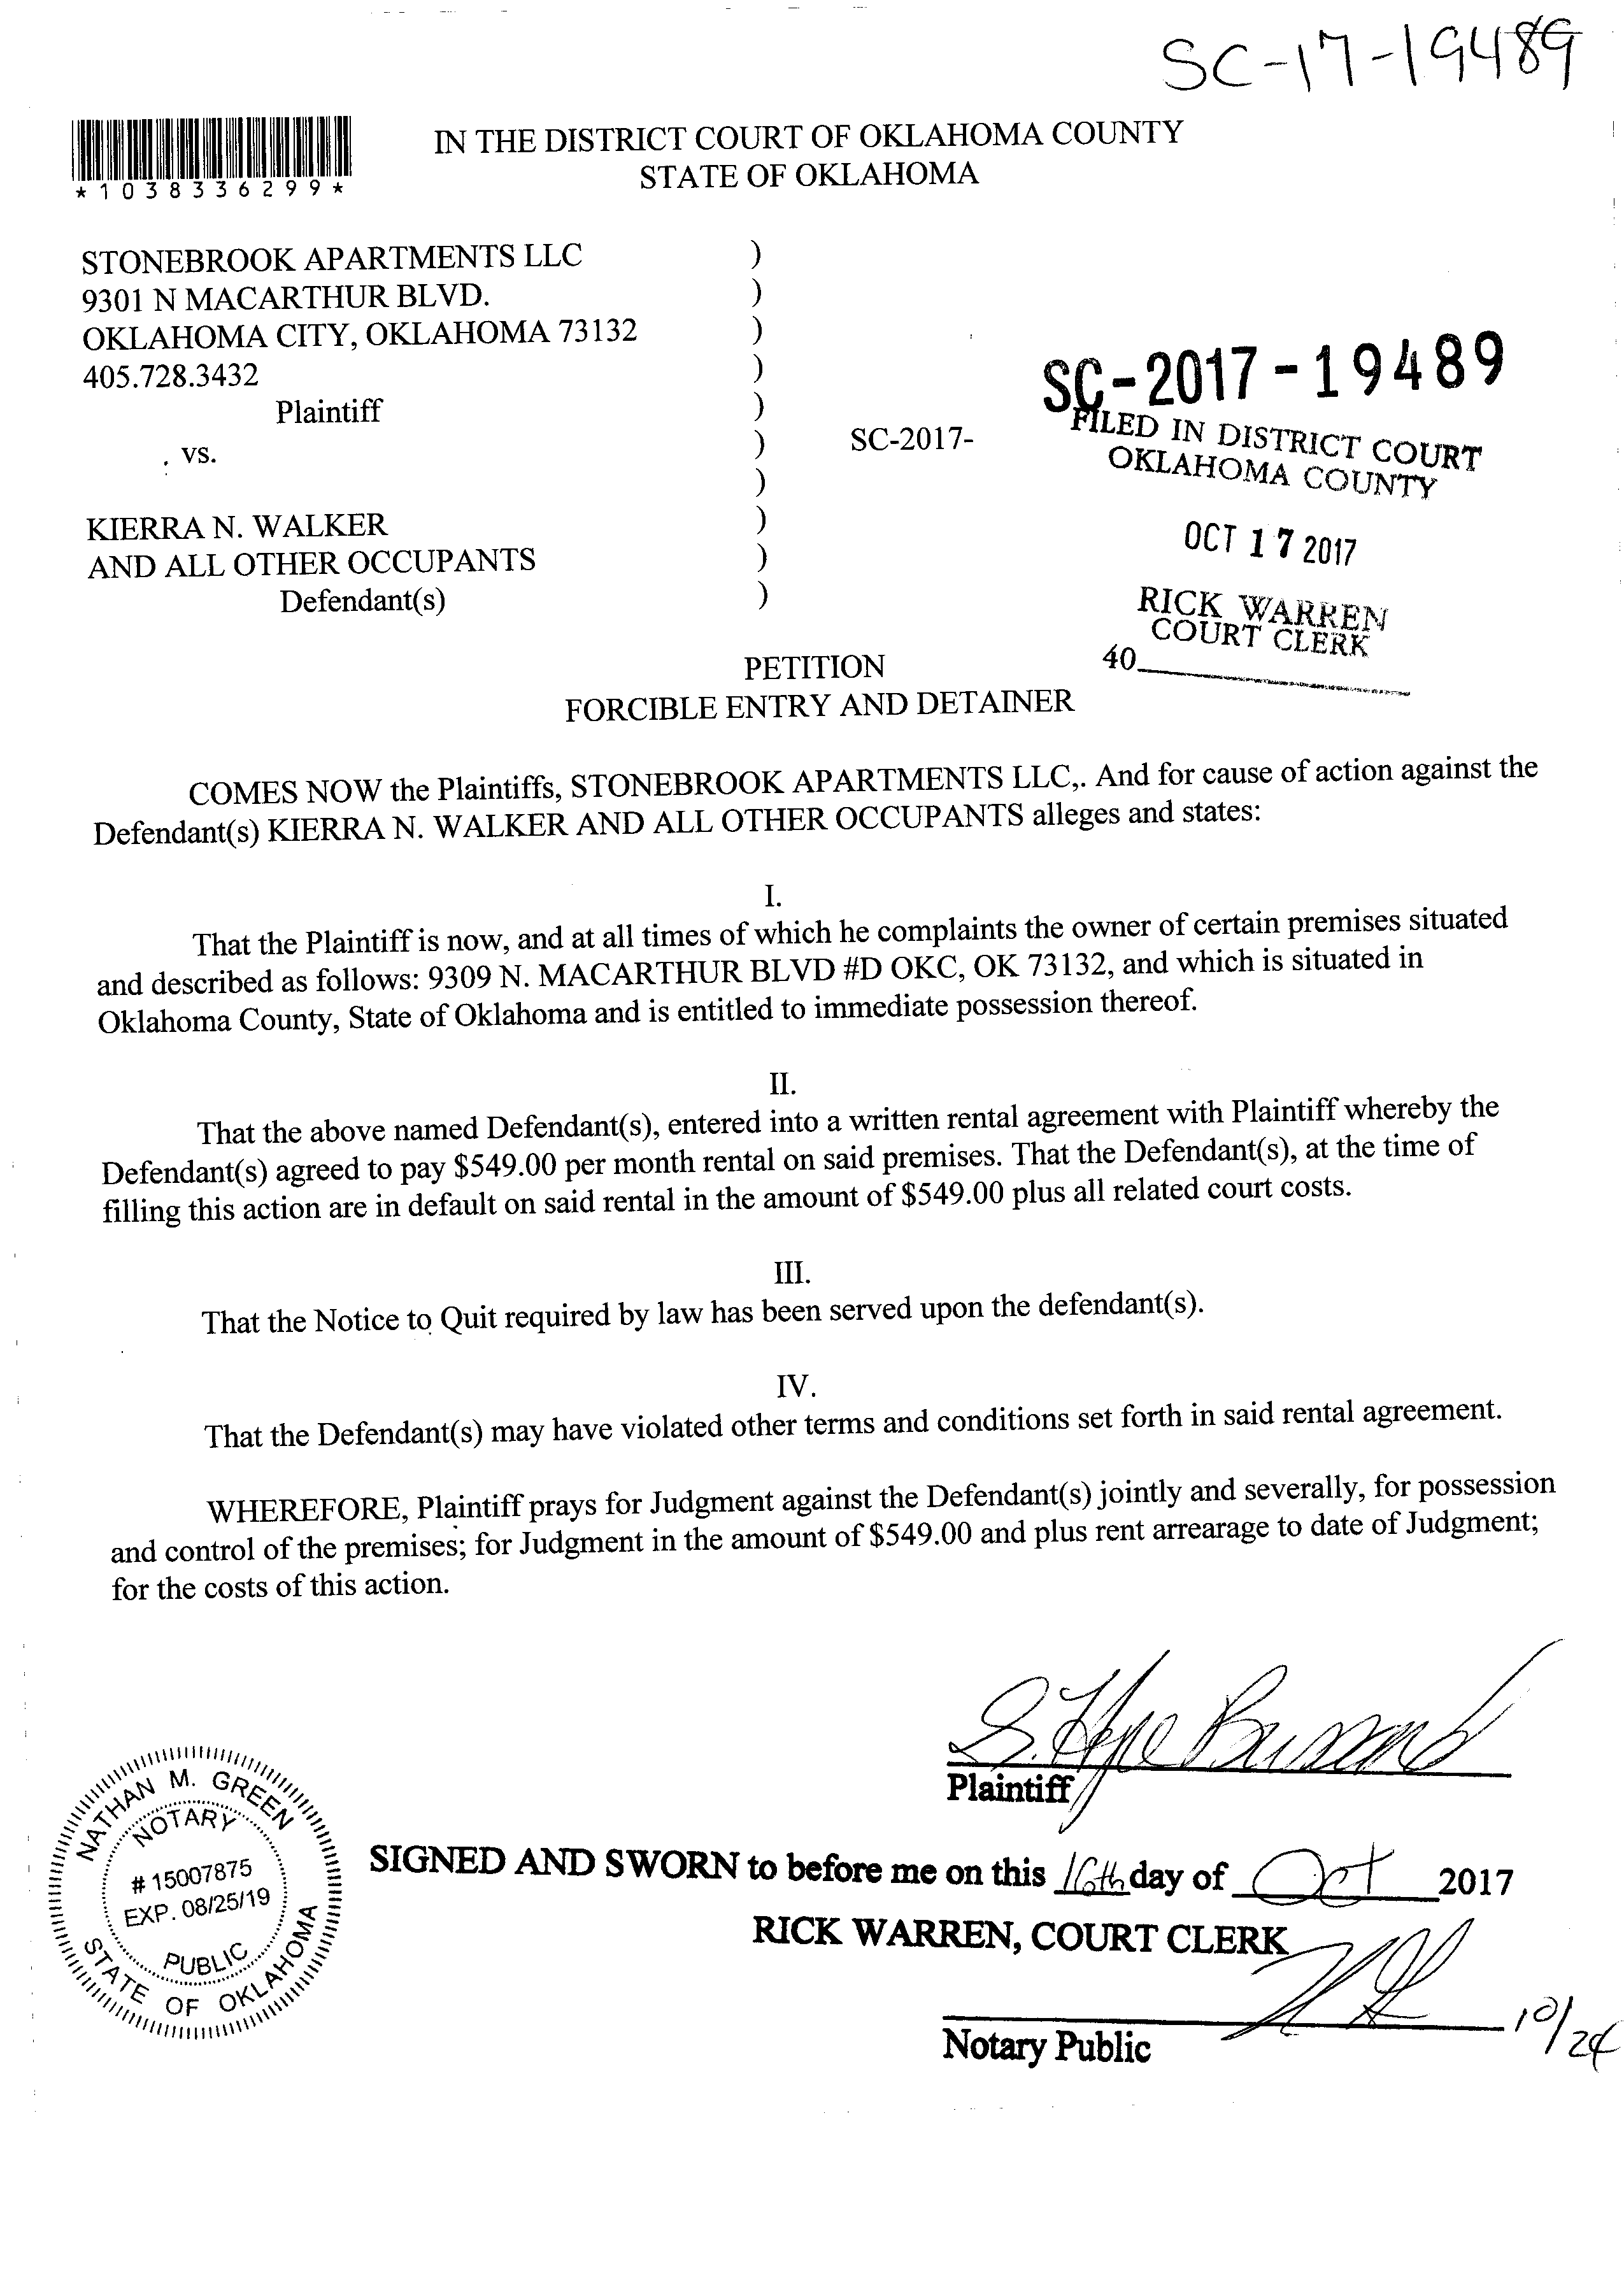 SC-17-19489
*1038336299*
IN THE DISTRICT COURT OF OKLAHOMA COUNTY
STATE OF OKLAHOMA
STONEBROOK APARTMENTS LLC )
9301 N MACARTHUR BLVD. )
OKLAHOMA CITY, OKLAHOMA 73132 )
405.728.3432 )
Plaintiff )
vs. ) SC-2017-
)
KIERRA N. WALKER )
AND ALL OTHER OCCUPANTS )
Defendant(s) )
SC-2017-19489
FILED IN DISTRICT COURT
OKLAHOMA COUNTY
OCT 17 2017
RICK WARREN
COURT CLERK
40
PETITION
FORCIBLE ENTRY AND DETAINER
COMES NOW the Plaintiffs, STONEBROOK APARTMENTS LLC,. And for cause of action against the
Defendant(s) KIERRA N. WALKER AND ALL OTHER OCCUPANTS alleges and states:
I.
That the Plaintiff is now, and at all times of which he complaints the owner of certain premises situated
and described as follows: 9309 N. MACARTHUR BLVD #D OKC, OK 73132, and which is situated in
Oklahoma County, State of Oklahoma and is entitled to immediate possession thereof.
II.
That the above named Defendant(s), entered into a written rental agreement with Plaintiff whereby the
Defendant(s) agreed to pay $549.00 per month rental on said premises. That the Defendant(s), at the time of
filling this action are in default on said rental in the amount of $549.00 plus all related court costs.
III.
That the Notice to Quit required by law has been served upon the defendant(s).
IV.
That the Defendant(s) may have violated other terms and conditions set forth in said rental agreement.
WHEREFORE, Plaintiff prays for Judgment against the Defendant(s) jointly and severally, for possession
and control of the premises; for Judgment in the amount of $549.00 and plus rent arrearage to date of Judgment;
for the costs of this action.
Plaintiff
NATHAN M. GREEN
NOTARY
# 15007875
EXP. 08/25/19
PUBLIC
STATE OF OKLAHOMA
SIGNED AND SWORN to before me on this 16th day of Oct 2017
RICK WARREN, COURT CLERK
10/24
Notary Public